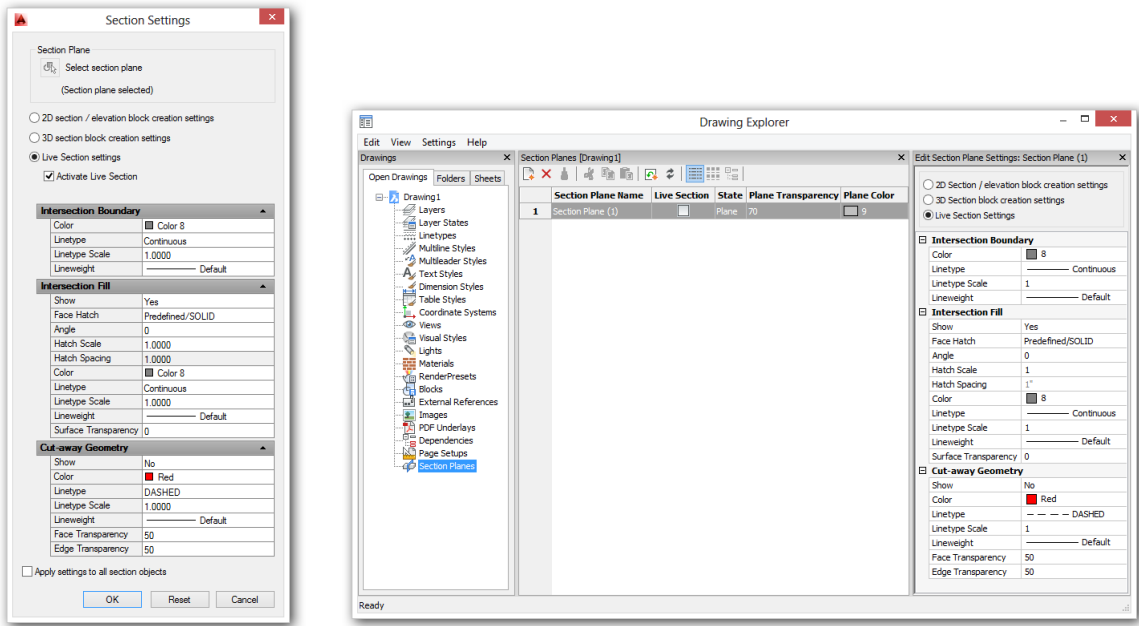 Section Settings
Section Plane
Select section plane
(Section plane selected)
2D section / elevation block creation settings
3D section block creation settings
Live Section settings
Activate Live Section
Intersection Boundary
Color Color 8
Linetype Continuous
Linetype Scale 1.0000
Lineweight Default
Intersection Fill
Show Yes
Face Hatch Predefined/SOLID
Angle 0
Hatch Scale 1.0000
Hatch Spacing 1.0000
Color Color 8
Linetype Continuous
Linetype Scale 1.0000
Lineweight Default
Surface Transparency 0
Cut-away Geometry
Show No
Color Red
Linetype DASHED
Linetype Scale 1.0000
Lineweight Default
Face Transparency 50
Edge Transparency 50
Apply settings to all section objects
OK Reset Cancel
Drawing Explorer
Edit View Settings Help
Drawings
Open Drawings Folders Sheets
Drawing1
Layers
Layer States
Linetypes
Multiline Styles
Multileader Styles
Text Styles
Dimension Styles
Table Styles
Coordinate Systems
Views
Visual Styles
Lights
Materials
RenderPresets
Blocks
External References
Images
PDF Underlays
Dependencies
Page Setups
Section Planes
Section Planes [Drawing1]
Section Plane Name Live Section State Plane Transparency Plane Color
1 Section Plane (1) Plane 70 9
Edit Section Plane Settings: Section Plane (1)
2D Section / elevation block creation settings
3D Section block creation settings
Live Section Settings
Intersection Boundary
Color 8
Linetype Continuous
Linetype Scale 1
Lineweight Default
Intersection Fill
Show Yes
Face Hatch Predefined/SOLID
Angle 0
Hatch Scale 1
Hatch Spacing 1"
Color 8
Linetype Continuous
Linetype Scale 1
Lineweight Default
Surface Transparency 0
Cut-away Geometry
Show No
Color Red
Linetype DASHED
Linetype Scale 1
Lineweight Default
Face Transparency 50
Edge Transparency 50
Ready